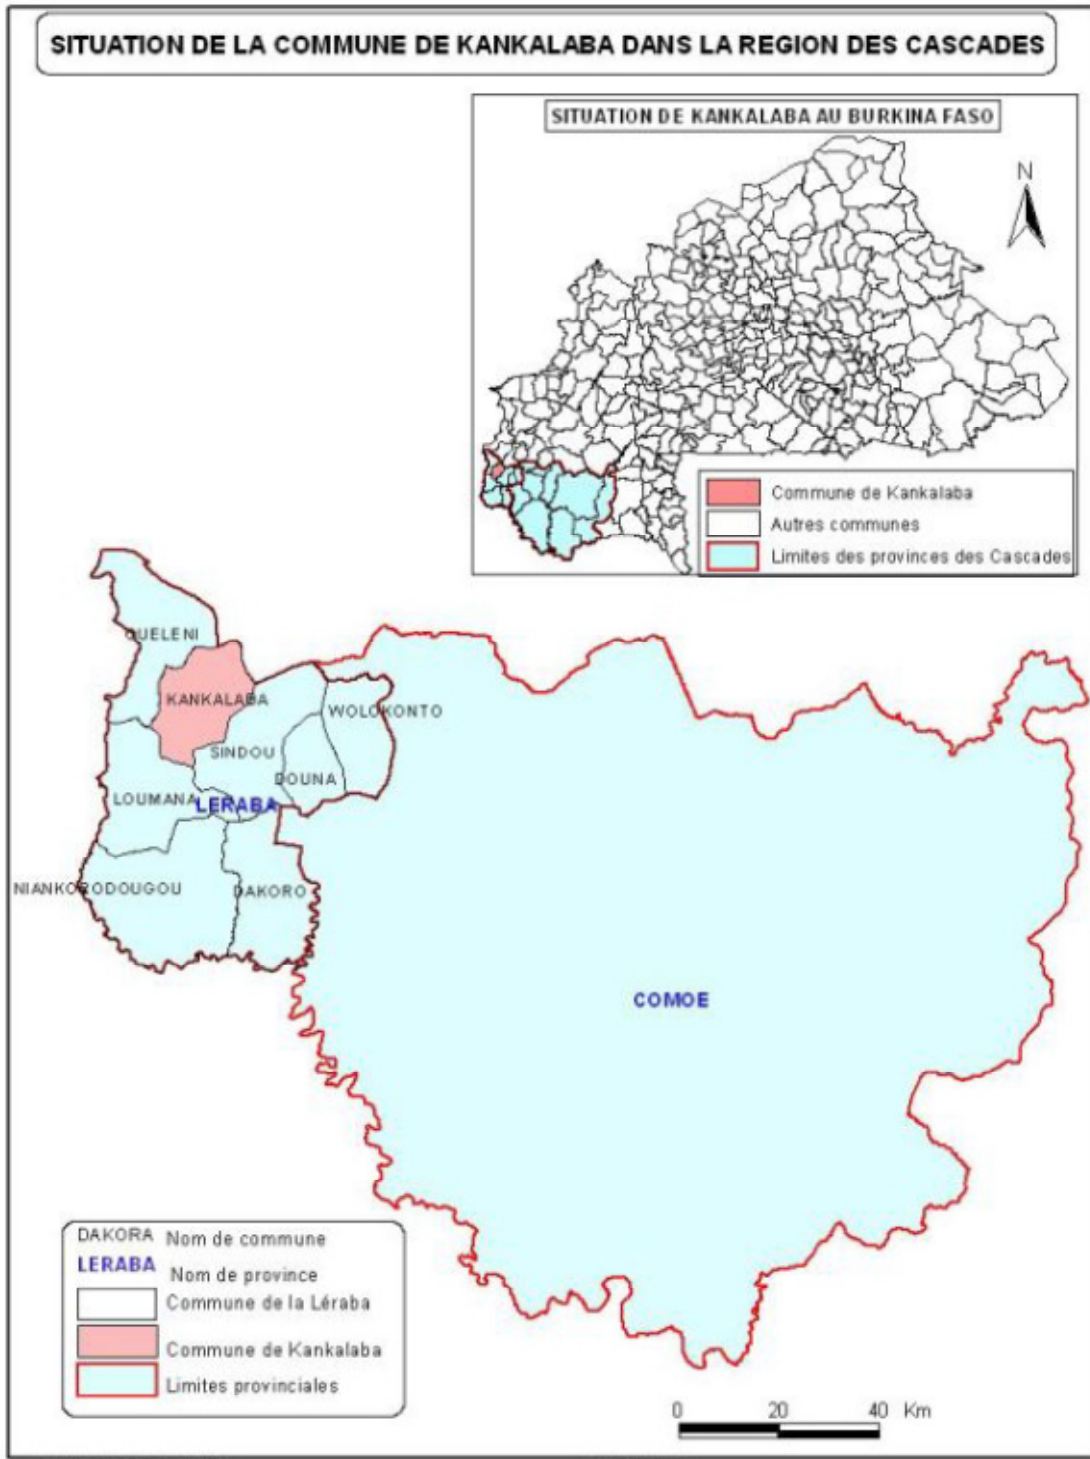 SITUATION DE LA COMMUNE DE KANKALABA DANS LA REGION DES CASCADES
SITUATION DE KANKALABA AU BURKINA FASO
N
Commune de Kankalaba
Autres communes
Limites des provinces des Cascades
OUELENI
KANKALABA
WOLOKONTO
SINDOU
DOUNA
LOUMANA
LERABA
NIANKORODOUGOU
DAKORO
COMOE
DAKORA Nom de commune
LERABA Nom de province
Commune de la Léraba
Commune de Kankalaba
Limites provinciales
0 20 40 Km